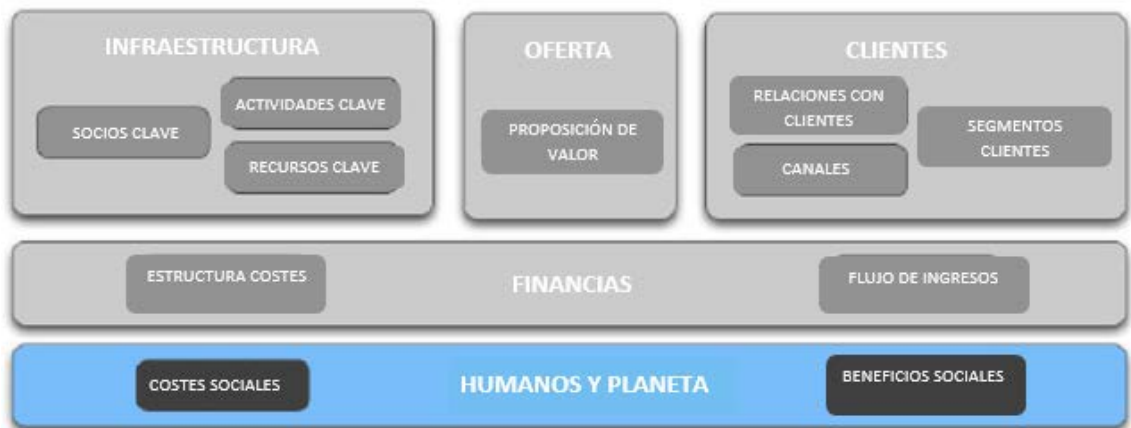 INFRAESTRUCTURA
SOCIOS CLAVE
ACTIVIDADES CLAVE
RECURSOS CLAVE
OFERTA
PROPOSICIÓN DE
VALOR
CLIENTES
RELACIONES CON
CLIENTES
CANALES
SEGMENTOS
CLIENTES
ESTRUCTURA COSTES
FINANCIAS
FLUJO DE INGRESOS
COSTES SOCIALES
HUMANOS Y PLANETA
BENEFICIOS SOCIALES